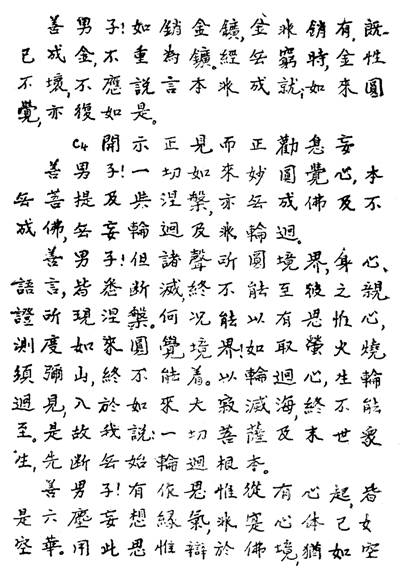 善男子!如銷金鑛,金非銷有,既
已成金,不重為鑛。經無窮時,金性
不壞,不應說言本非成就;如來圓
覺,亦復如是。
C4 開示正見而正勸息妄
善男子!一切如來妙圓覺心,本
無菩提及與涅槃,亦無成佛及不
成佛,無妄輪迴及非輪迴。
善男子!但諸聲所圓境界,身心、
語言,皆悉断滅,終不能至彼之親
證所現涅槃。何況能以有思惟心,
測度如來圓覺境界!如取螢火燒
須彌山,終不能着。以輪迴心,生輪
迴見,入於如來大寂滅海,終不能
至。是故我說:一切菩薩及末世眾
生,先断無始輪迴根本。
善男子!有作思惟從有心起,皆
是六塵妄想緣氣,非實心体,已如
空華。用此思惟辯於佛境,猶如空